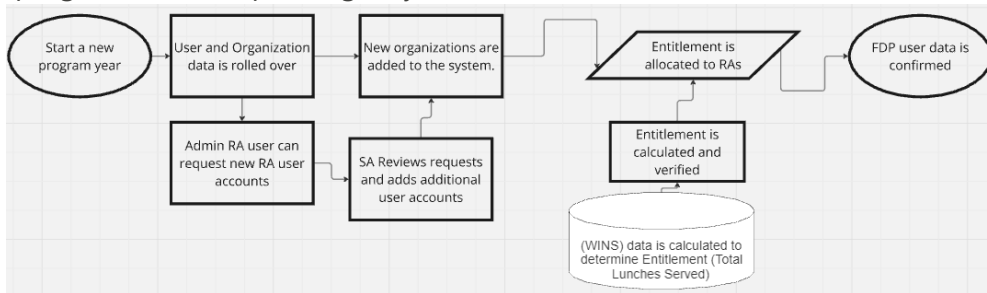 Start a new
program year
User and Organization
data is rolled over
New organizations are
added to the system.
Entitlement is
allocated to RAs
FDP user data is
confirmed
Admin RA user can
request new RA user
accounts
SA Reviews requests
and adds additional
user accounts
Entitlement is
calculated and
verified
(WINS) data is calculated to
determine Entitlement (Total
Lunches Served)